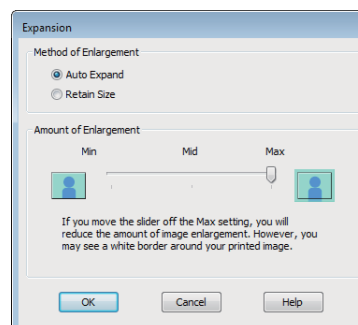 Expansion
Method of Enlargement
Auto Expand
Retain Size
Amount of Enlargement
Min Mid Max
If you move the slider off the Max setting, you will
reduce the amount of image enlargement. However, you
may see a white border around your printed image.
OK Cancel Help